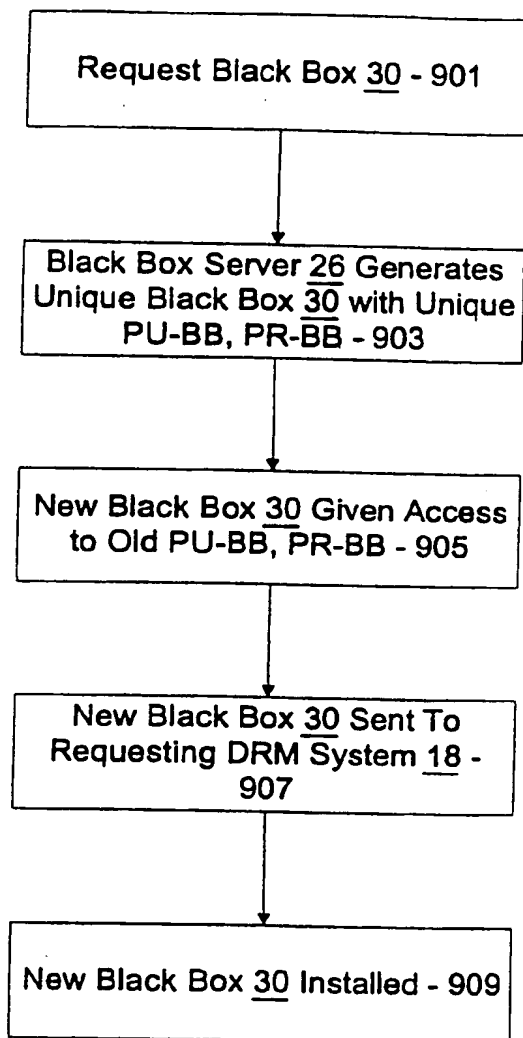 Request Black Box 30 - 901
Black Box Server 26 Generates
Unique Black Box 30 with Unique
PU-BB, PR-BB - 903
New Black Box 30 Given Access
to Old PU-BB, PR-BB - 905
New Black Box 30 Sent To
Requesting DRM System 18 -
907
New Black Box 30 Installed - 909